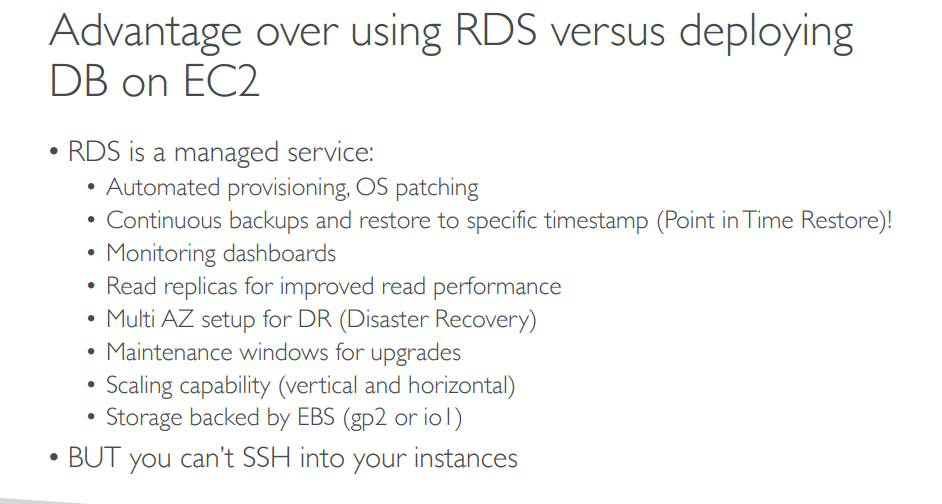 Advantage over using RDS versus deploying
DB on EC2
• RDS is a managed service:
• Automated provisioning, OS patching
• Continuous backups and restore to specific timestamp (Point in Time Restore)!
• Monitoring dashboards
• Read replicas for improved read performance
• Multi AZ setup for DR (Disaster Recovery)
• Maintenance windows for upgrades
• Scaling capability (vertical and horizontal)
• Storage backed by EBS (gp2 or io1)
• BUT you can't SSH into your instances